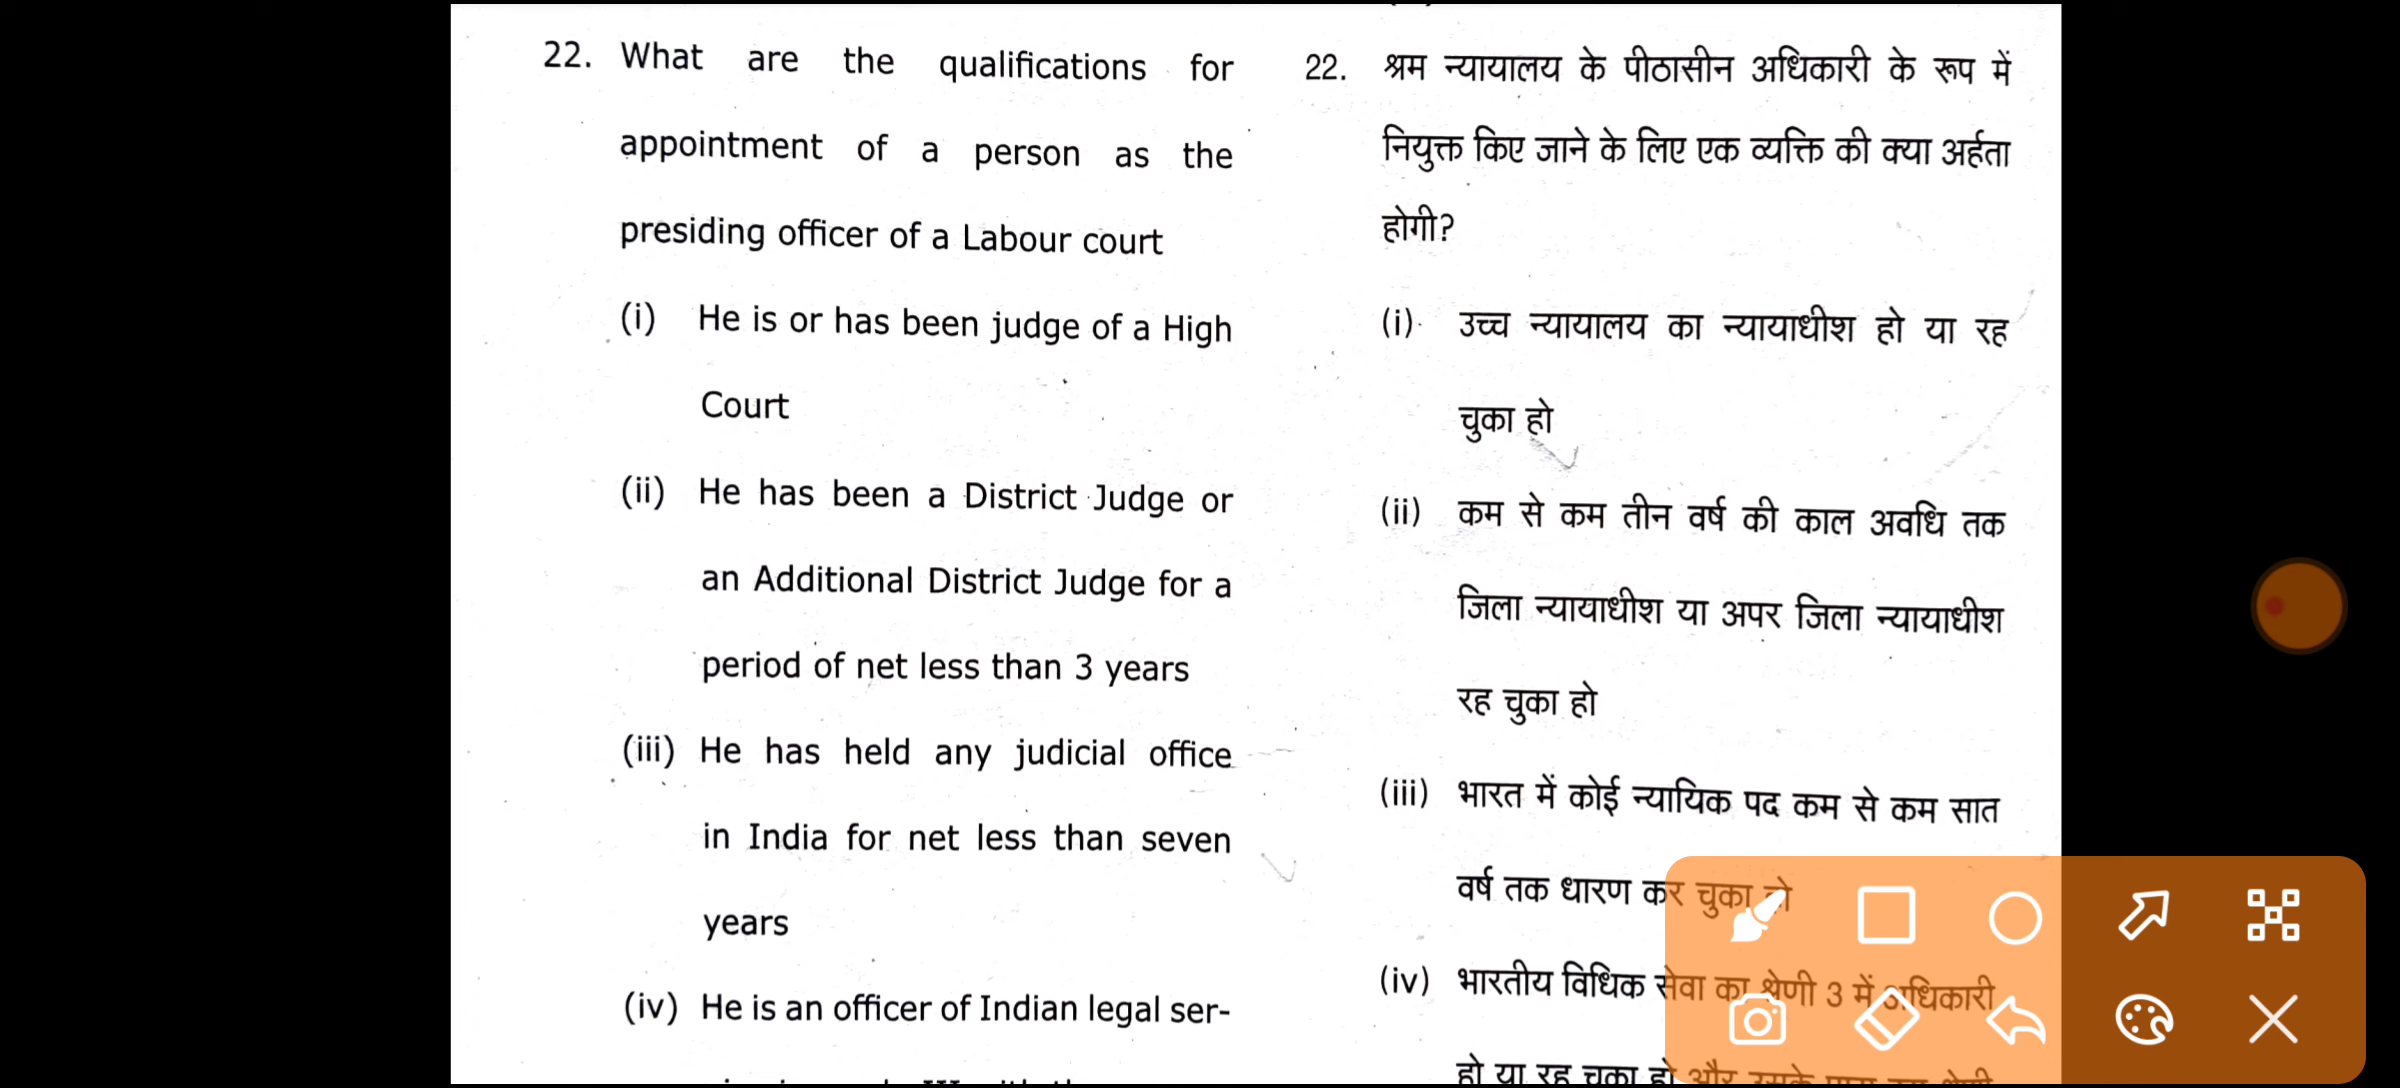 22. What are the qualifications for
appointment of a person as the
presiding officer of a Labour court
(i) He is or has been judge of a High
Court
(ii) He has been a District Judge or
an Additional District Judge for a
period of net less than 3 years
(iii) He has held any judicial office
in India for net less than seven
years
(iv) He is an officer of Indian legal ser-
22. श्रम न्यायालय के पीठासीन अधिकारी के रूप में
नियुक्त किए जाने के लिए एक व्यक्ति की क्या अर्हता
होगी?
(i) उच्च न्यायालय का न्यायाधीश हो या रह
चुका हो
(ii) कम से कम तीन वर्ष की काल अवधि तक
जिला न्यायाधीश या अपर जिला न्यायाधीश
रह चुका हो
(iii) भारत में कोई न्यायिक पद कम से कम सात
वर्ष तक धारण कर चुका हो
(iv) भारतीय विधिक सेवा का श्रेणी 3 में अधिकारी
हो या रह चुका हो और उसके पास